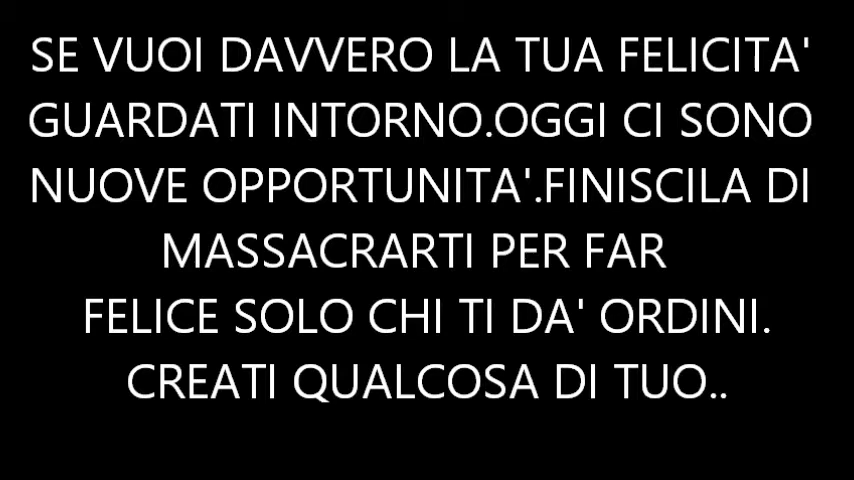 SE VUOI DAVVERO LA TUA FELICITA'
GUARDATI INTORNO.OGGI CI SONO
NUOVE OPPORTUNITA'.FINISCILA DI
MASSACRARTI PER FAR
FELICE SOLO CHI TI DA' ORDINI.
CREATI QUALCOSA DI TUO..